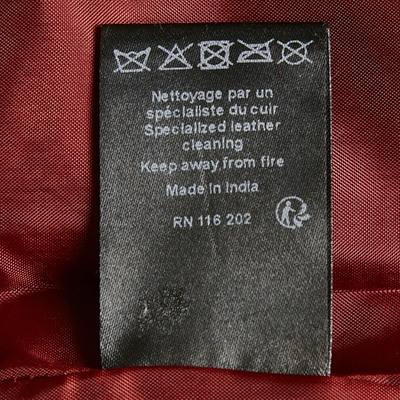 Nettoyage par un
spécialiste du cuir
Specialized leather
cleaning
Keep away from fire
Made in India
RN 116 202